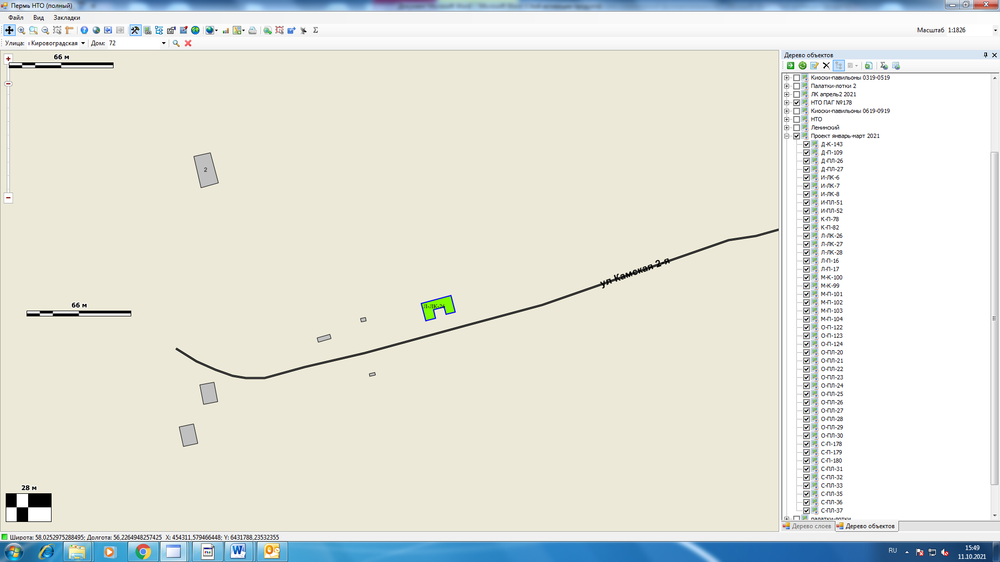 Пермь НТО (полный)
Файл Вид Закладки
Масштаб 1:1826
Улица: Кировоградская Дом: 72
66 м
2
ул Камская 2-я
Л-ЛК-26
66 м
28 м
Дерево объектов
Киоски-павильоны 0319-0519
Палатки-лотки 2
ЛК апрель2 2021
НТО ПАГ №178
Киоски-павильоны 0619-0919
НТО
Ленинский
Проект январь-март 2021
Д-К-143
Д-П-109
Д-ПЛ-26
Д-ПЛ-27
И-ЛК-6
И-ЛК-7
И-ЛК-8
И-ПЛ-51
И-ПЛ-52
К-П-78
К-П-82
Л-ЛК-26
Л-ЛК-27
Л-ЛК-28
Л-П-16
Л-П-17
М-К-100
М-К-99
М-П-101
М-П-102
М-П-103
М-П-104
О-П-122
О-П-123
О-П-124
О-ПЛ-20
О-ПЛ-21
О-ПЛ-22
О-ПЛ-23
О-ПЛ-24
О-ПЛ-25
О-ПЛ-26
О-ПЛ-27
О-ПЛ-28
О-ПЛ-29
О-ПЛ-30
С-П-178
С-П-179
С-П-180
С-ПЛ-31
С-ПЛ-32
С-ПЛ-33
С-ПЛ-35
С-ПЛ-36
С-ПЛ-37
палатки-лотки
Дерево слоев Дерево объектов
Широта: 58,0252975288495; Долгота: 56,2264948257425 X: 454311,579466448; Y: 6431788,23532355
RU
15:49
11.10.2021